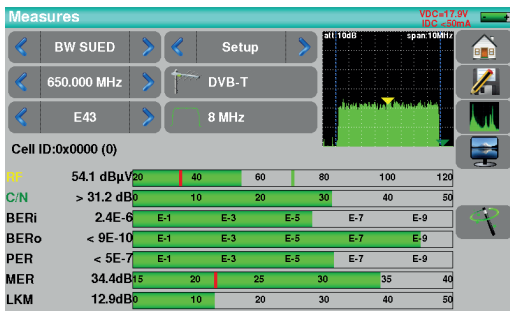 Measures
VDC=17.9V
IDC <50mA
BW SUED
Setup
att:10dB span:10MHz
650.000 MHz
DVB-T
E43
8 MHz
Cell ID:0x0000 (0)
RF 54.1 dBµV 20 40 60 80 100 120
C/N > 31.2 dB 0 10 20 30 40 50
BERi 2.4E-6 E-1 E-3 E-5 E-7 E-9
BERo < 9E-10 E-1 E-3 E-5 E-7 E-9
PER < 5E-7 E-1 E-3 E-5 E-7 E-9
MER 34.4dB 15 20 25 30 35 40
LKM 12.9dB 0 10 20 30 40 50